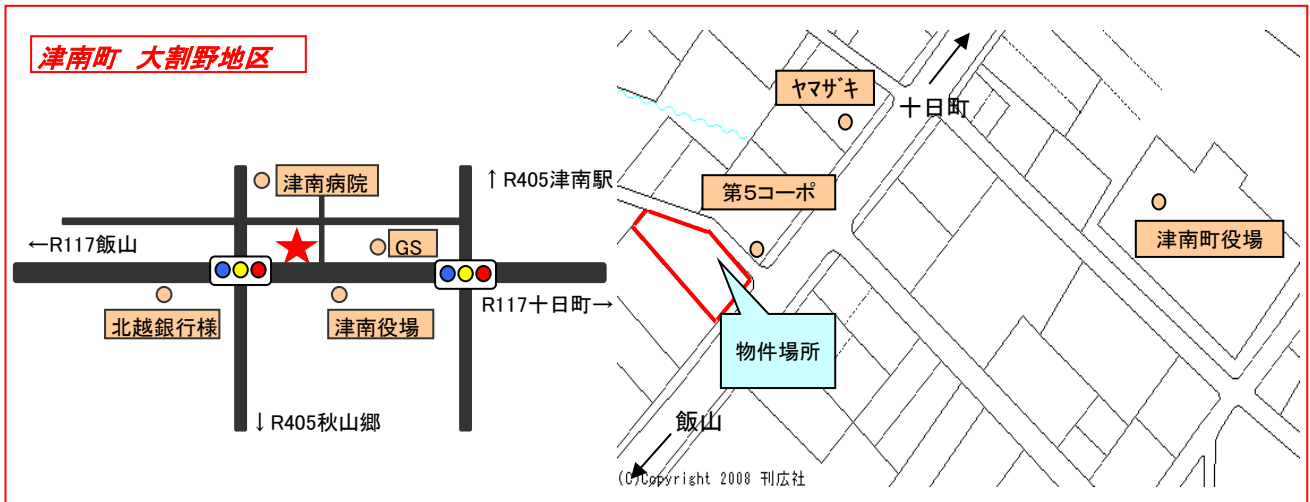 津南町 大割野地区
津南病院
↑R405津南駅
←R117飯山
GS
R117十日町→
北越銀行様
津南役場
↓R405秋山郷
ヤマザキ
十日町
第5コーポ
津南町役場
物件場所
飯山
(C)Copyright 2008 刊広社